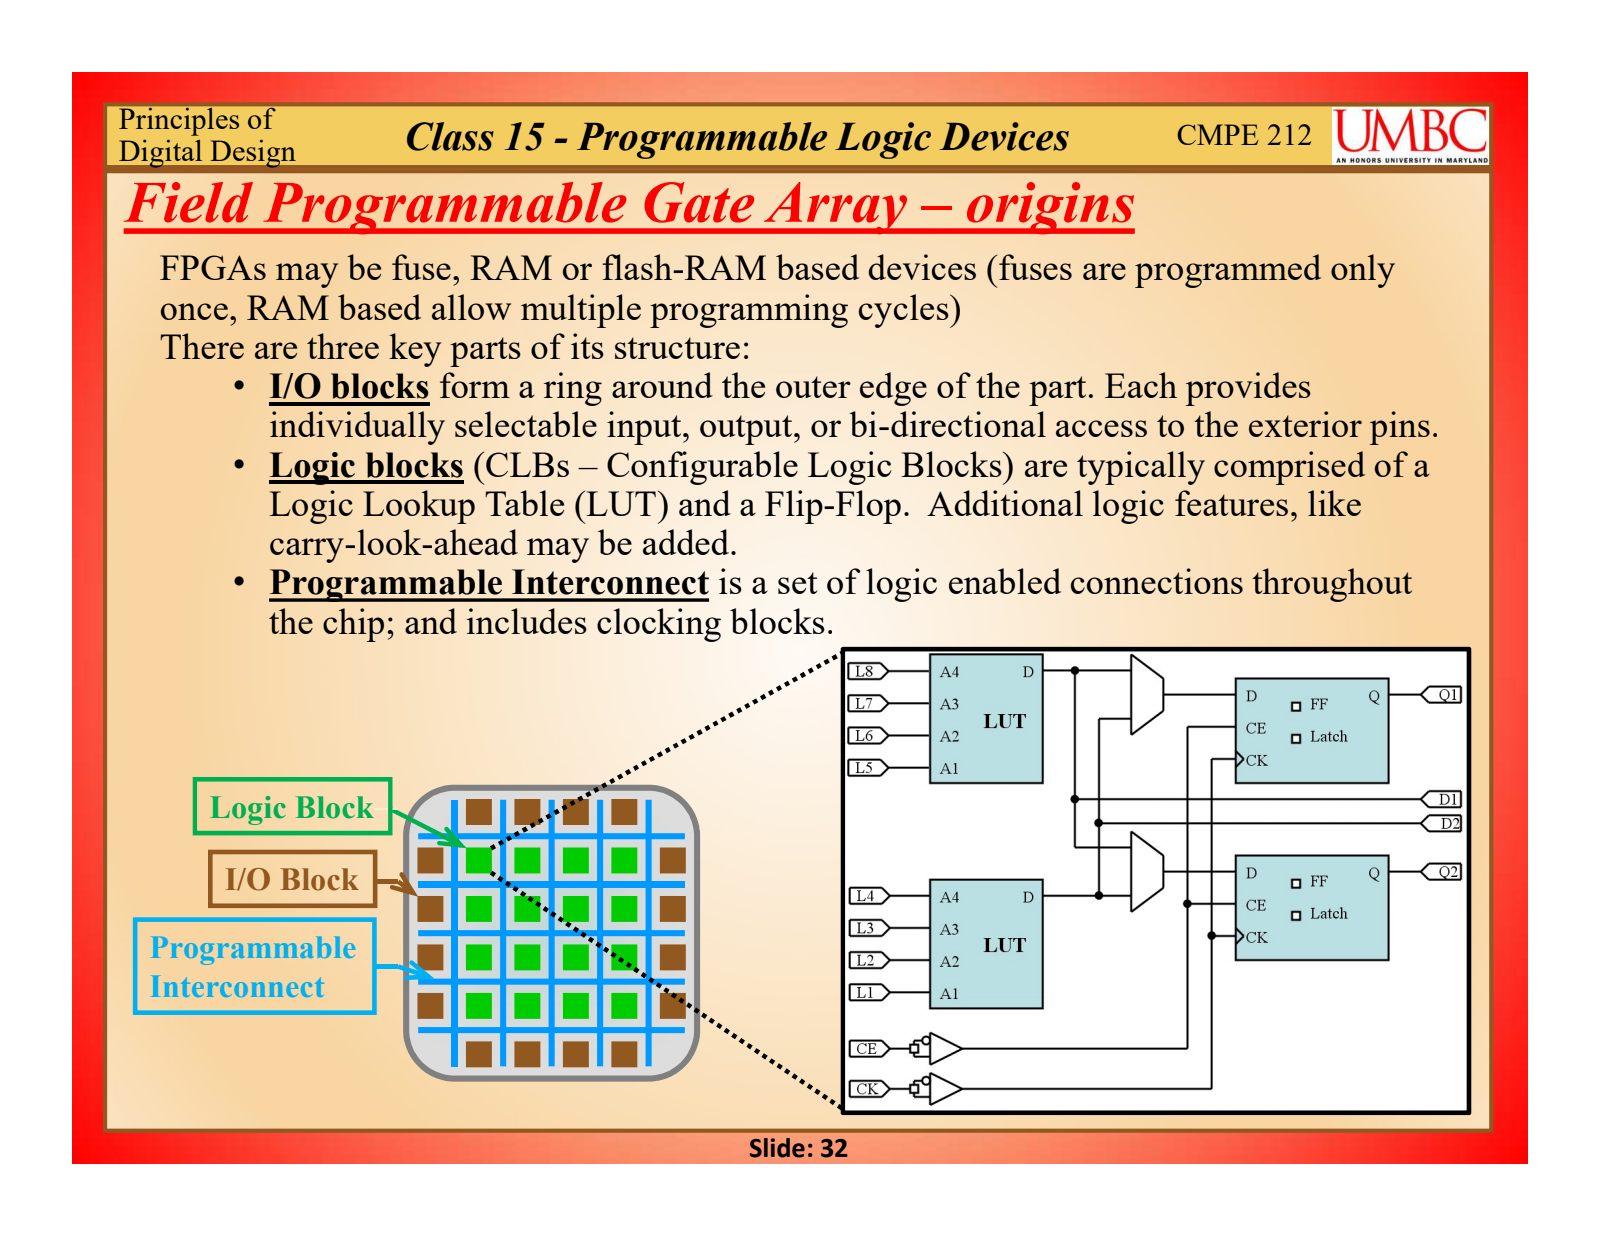 Principles of
Digital Design
Class 15 - Programmable Logic Devices
CMPE 212
UMBC
AN HONORS UNIVERSITY IN MARYLAND
Field Programmable Gate Array – origins
FPGAs may be fuse, RAM or flash-RAM based devices (fuses are programmed only
once, RAM based allow multiple programming cycles)
There are three key parts of its structure:
• I/O blocks form a ring around the outer edge of the part. Each provides
individually selectable input, output, or bi-directional access to the exterior pins.
• Logic blocks (CLBs – Configurable Logic Blocks) are typically comprised of a
Logic Lookup Table (LUT) and a Flip-Flop.  Additional logic features, like
carry-look-ahead may be added.
• Programmable Interconnect is a set of logic enabled connections throughout
the chip; and includes clocking blocks.
Logic Block
I/O Block
Programmable
Interconnect
L8 A4 D
L7 A3
LUT
L6 A2
L5 A1
D FF Q Q1
CE Latch
CK
D1
D2
L4 A4 D
L3 A3
LUT
L2 A2
L1 A1
D FF Q Q2
CE Latch
CK
CE
CK
Slide: 32